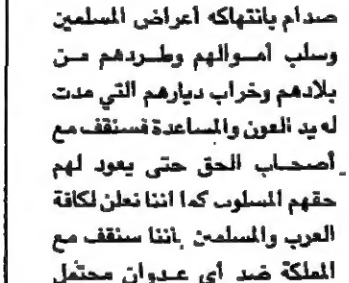 صدام بانتهاكه أعراض المسلمين
وسلب أموالهم وطردهم من
بلادهم وخراب ديارهم التي مدت
له يد العون والمساعدة فسنقف مع
أصحاب الحق حتى يعود لهم
حقهم المسلوب كما اننا نعلن لكافة
العرب والمسلمين بأننا سنقف مع
المملكة ضد أي عدوان محتمل